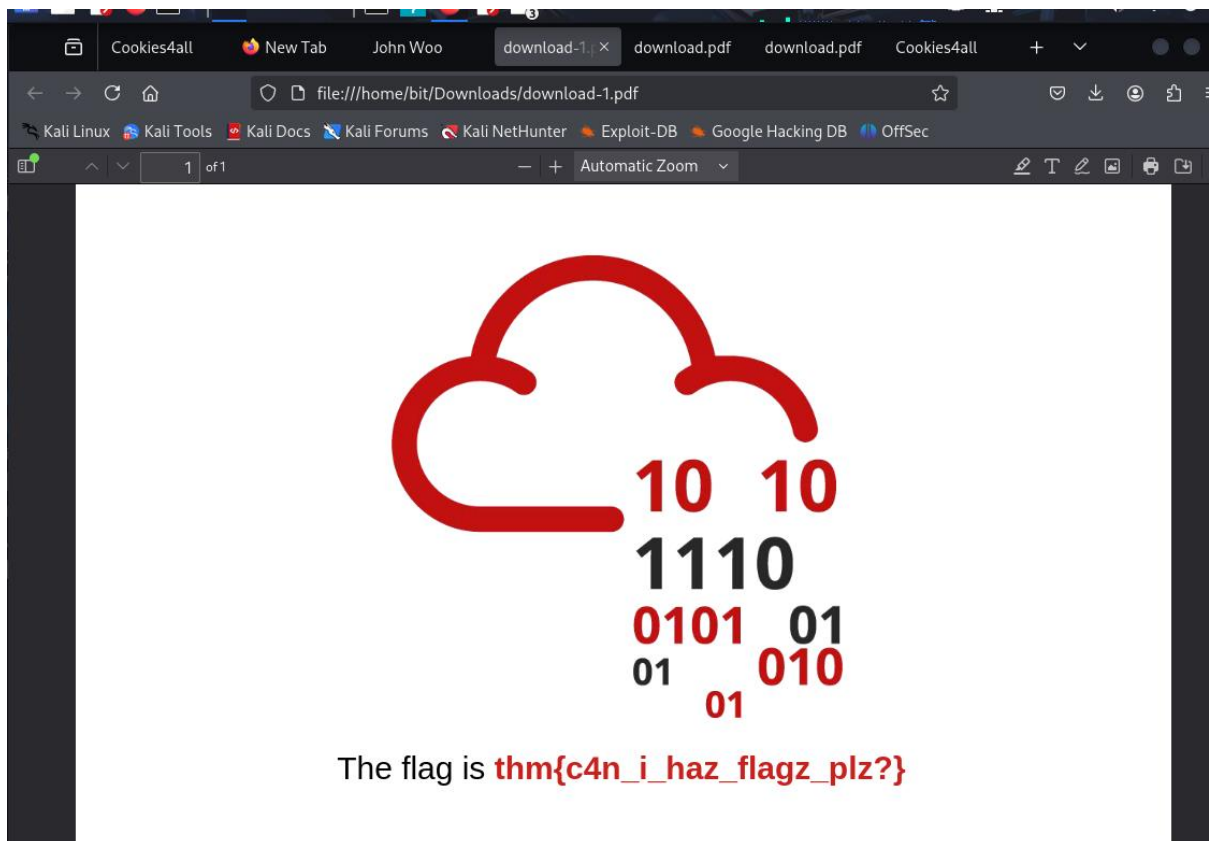 3
Cookies4all New Tab John Woo download-1.p download.pdf download.pdf Cookies4all
file:///home/bit/Downloads/download-1.pdf
Kali Linux Kali Tools Kali Docs Kali Forums Kali NetHunter Exploit-DB Google Hacking DB OffSec
1 of 1 Automatic Zoom
10 10
1110
0101 01
01 010
01
The flag is thm{c4n_i_haz_flagz_plz?}